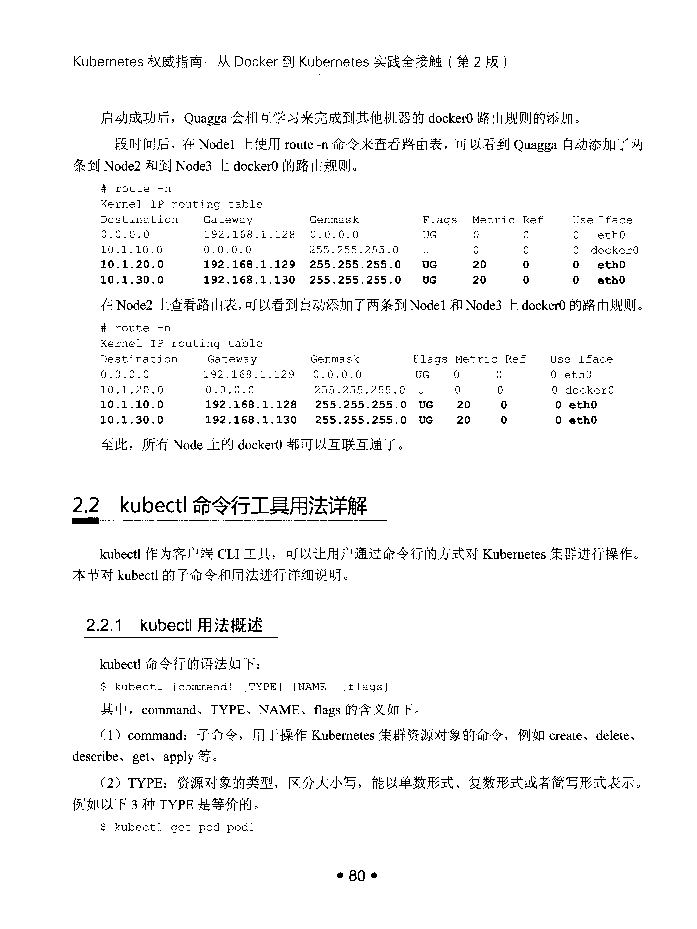 Kubernetes 权威指南：从 Docker 到 Kubernetes 实践全接触（第 2 版）
启动成功后，Quagga 会相互学习来完成到其他机器的 docker0 路由规则的添加。
一段时间后，在 Node1 上使用 route -n 命令来查看路由表，可以看到 Quagga 自动添加了两
条到 Node2 和到 Node3 上 docker0 的路由规则。
# route -n
Kernel IP routing table
Destination Gateway Genmask Flags Metric Ref Use Iface
0.0.0.0 192.168.1.128 0.0.0.0 UG 0 0 0 eth0
10.1.10.0 0.0.0.0 255.255.255.0 U 0 0 0 docker0
10.1.20.0 192.168.1.129 255.255.255.0 UG 20 0 0 eth0
10.1.30.0 192.168.1.130 255.255.255.0 UG 20 0 0 eth0
在 Node2 上查看路由表，可以看到自动添加了两条到 Node1 和 Node3 上 docker0 的路由规则。
# route -n
Kernel IP routing table
Destination Gateway Genmask Flags Metric Ref Use Iface
0.0.0.0 192.168.1.129 0.0.0.0 UG 0 0 0 eth0
10.1.20.0 0.0.0.0 255.255.255.0 U 0 0 0 docker0
10.1.10.0 192.168.1.128 255.255.255.0 UG 20 0 0 eth0
10.1.30.0 192.168.1.130 255.255.255.0 UG 20 0 0 eth0
至此，所有 Node 上的 docker0 都可以互联互通了。
2.2 kubectl 命令行工具用法详解
kubectl 作为客户端 CLI 工具，可以让用户通过命令行的方式对 Kubernetes 集群进行操作。
本节对 kubectl 的子命令和用法进行详细说明。
2.2.1 kubectl 用法概述
kubectl 命令行的语法如下：
$ kubectl [command] [TYPE] [NAME] [flags]
其中，command、TYPE、NAME、flags 的含义如下。
（1）command：子命令，用于操作 Kubernetes 集群资源对象的命令，例如 create、delete、
describe、get、apply 等。
（2）TYPE：资源对象的类型，区分大小写，能以单数形式、复数形式或者简写形式表示。
例如以下 3 种 TYPE 是等价的。
$ kubectl get pod pod1
• 80 •